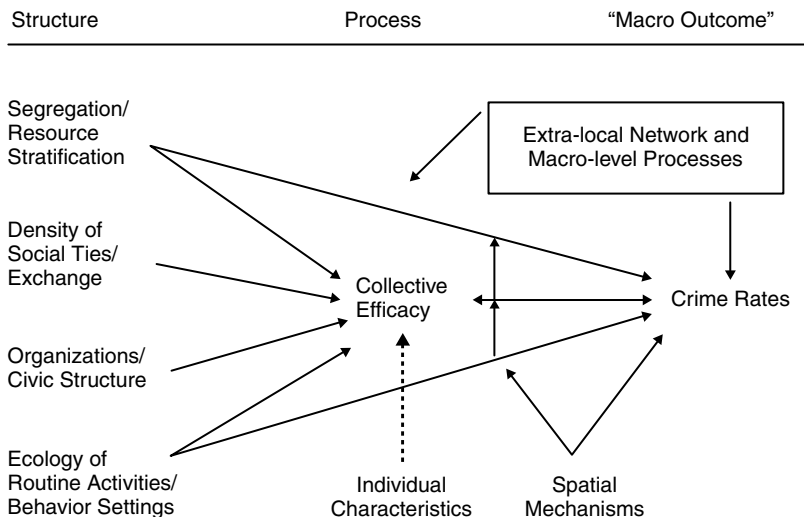 Structure
Process
“Macro Outcome”
Segregation/
Resource
Stratification
Extra-local Network and
Macro-level Processes
Density of
Social Ties/
Exchange
Collective
Efficacy
Crime Rates
Organizations/
Civic Structure
Ecology of
Routine Activities/
Behavior Settings
Individual
Characteristics
Spatial
Mechanisms